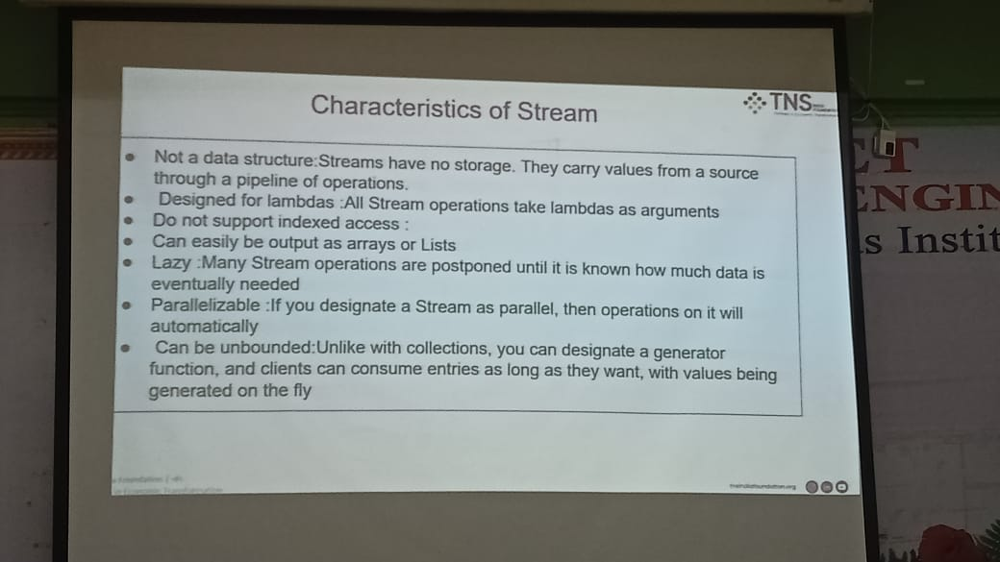 Characteristics of Stream
TNS
Not a data structure:Streams have no storage. They carry values from a source
through a pipeline of operations.
Designed for lambdas :All Stream operations take lambdas as arguments
Do not support indexed access :
Can easily be output as arrays or Lists
Lazy :Many Stream operations are postponed until it is known how much data is
eventually needed
Parallelizable :If you designate a Stream as parallel, then operations on it will
automatically
Can be unbounded:Unlike with collections, you can designate a generator
function, and clients can consume entries as long as they want, with values being
generated on the fly
theindiafoundation.org
ET
ENGIN
s Instit